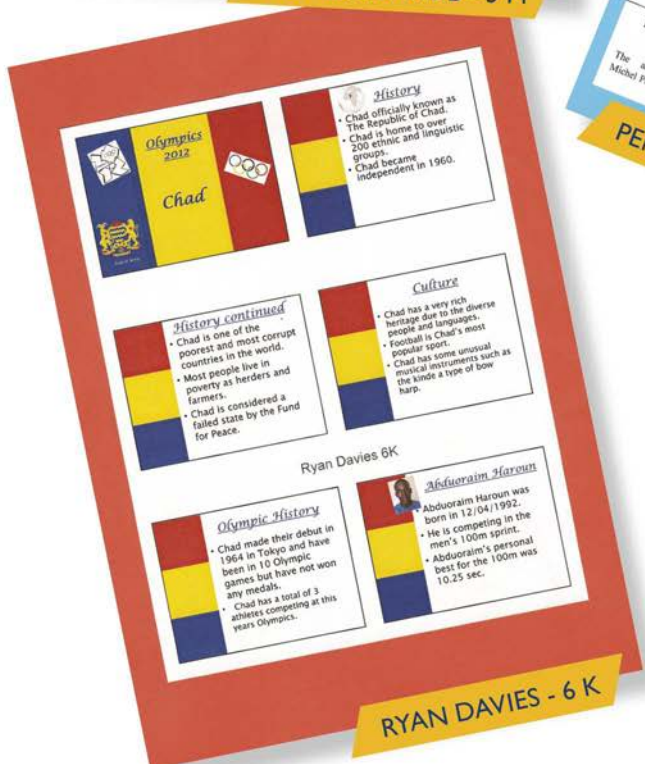 Olympics
2012
Chad
History
• Chad officially known as
The Republic of Chad.
• Chad is home to over
200 ethnic and linguistic
groups.
• Chad became
independent in 1960.
History continued
• Chad is one of the
poorest and most corrupt
countries in the world.
• Most people live in
poverty as herders and
farmers.
• Chad is considered a
failed state by the Fund
for Peace.
Culture
• Chad has a very rich
heritage due to the diverse
people and languages.
• Football is Chad's most
popular sport.
• Chad has some unusual
musical instruments such as
the kinde a type of bow
harp.
Ryan Davies 6K
Olympic History
• Chad made their debut in
1964 in Tokyo and have
been in 10 Olympic
games but have not won
any medals.
• Chad has a total of 3
athletes competing at this
years Olympics.
Abduoraim Haroun
• Abduoraim Haroun was
born in 12/04/1992.
• He is competing in the
men's 100m sprint.
• Abduoraim's personal
best for the 100m was
10.25 sec.
RYAN DAVIES - 6 K
The
Michel